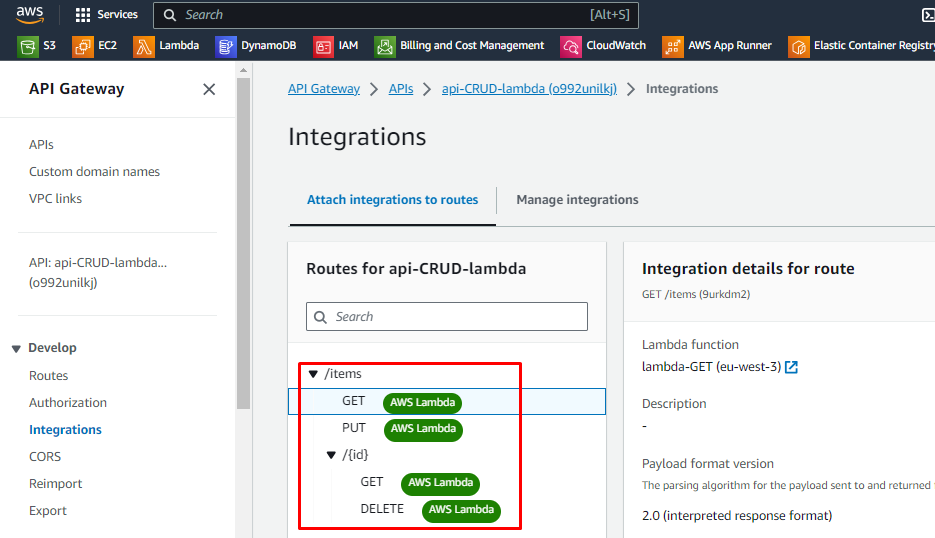 aws
Services
Search
[Alt+S]
S3
EC2
Lambda
DynamoDB
IAM
Billing and Cost Management
CloudWatch
AWS App Runner
Elastic Container Registry
API Gateway
APIs
Custom domain names
VPC links
API: api-CRUD-lambda...
(o992unilkj)
Develop
Routes
Authorization
Integrations
CORS
Reimport
Export
API Gateway
APIs
api-CRUD-lambda (o992unilkj)
Integrations
Integrations
Attach integrations to routes
Manage integrations
Routes for api-CRUD-lambda
Search
/items
GET AWS Lambda
PUT AWS Lambda
/{id}
GET AWS Lambda
DELETE AWS Lambda
Integration details for route
GET /items (9urkdm2)
Lambda function
lambda-GET (eu-west-3)
Description
-
Payload format version
The parsing algorithm for the payload sent to and returned
2.0 (interpreted response format)